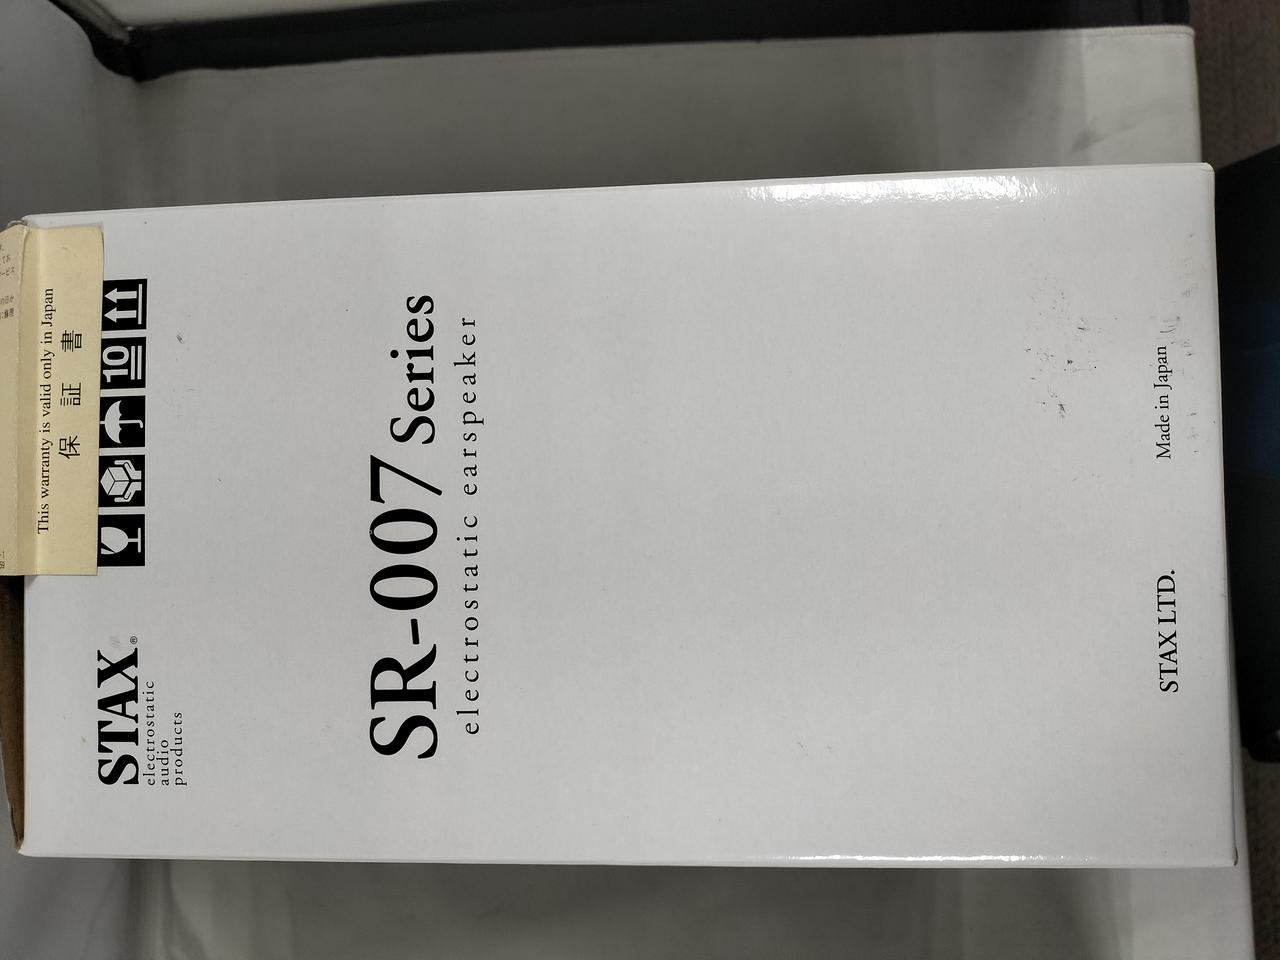 This warranty is valid only in Japan
保証書
10
STAX®
electrostatic
audio
products
SR-007 Series
electrostatic earspeaker
STAX LTD.
Made in Japan